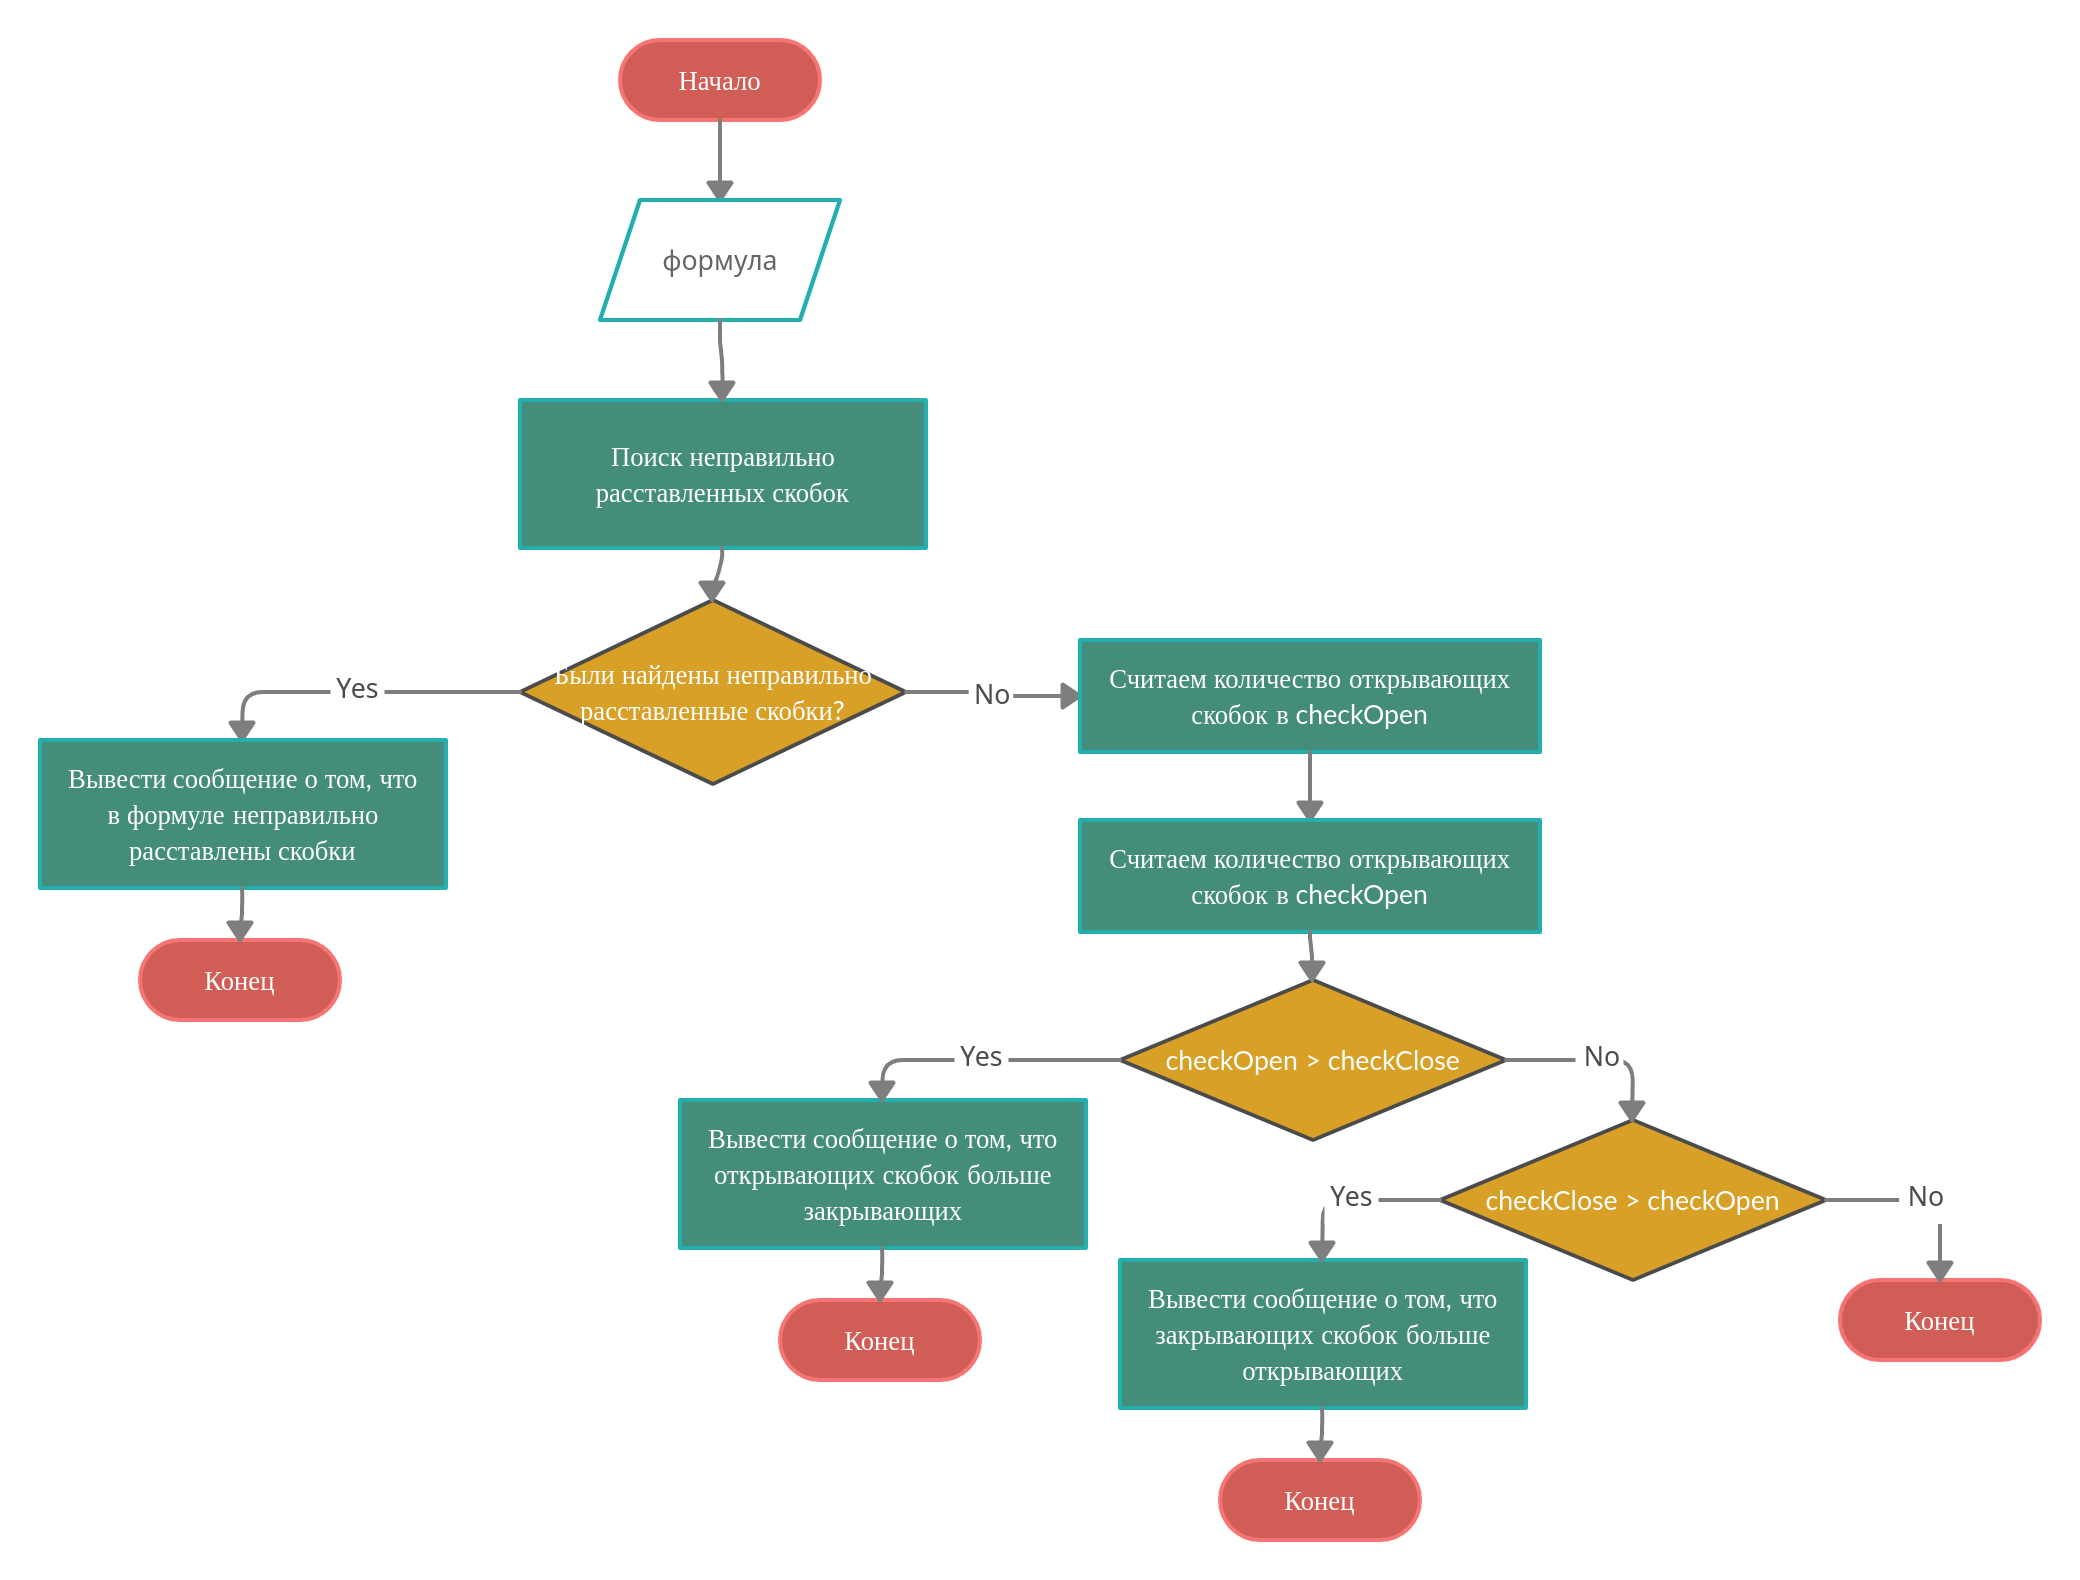 Начало
формула
Поиск неправильно
расставленных скобок
Были найдены неправильно
расставленные скобки?
Yes
No
Вывести сообщение о том, что
в формуле неправильно
расставлены скобки
Конец
Считаем количество открывающих
скобок в checkOpen
Считаем количество открывающих
скобок в checkOpen
checkOpen > checkClose
Yes
No
Вывести сообщение о том, что
открывающих скобок больше
закрывающих
Конец
checkClose > checkOpen
Yes
No
Вывести сообщение о том, что
закрывающих скобок больше
открывающих
Конец
Конец